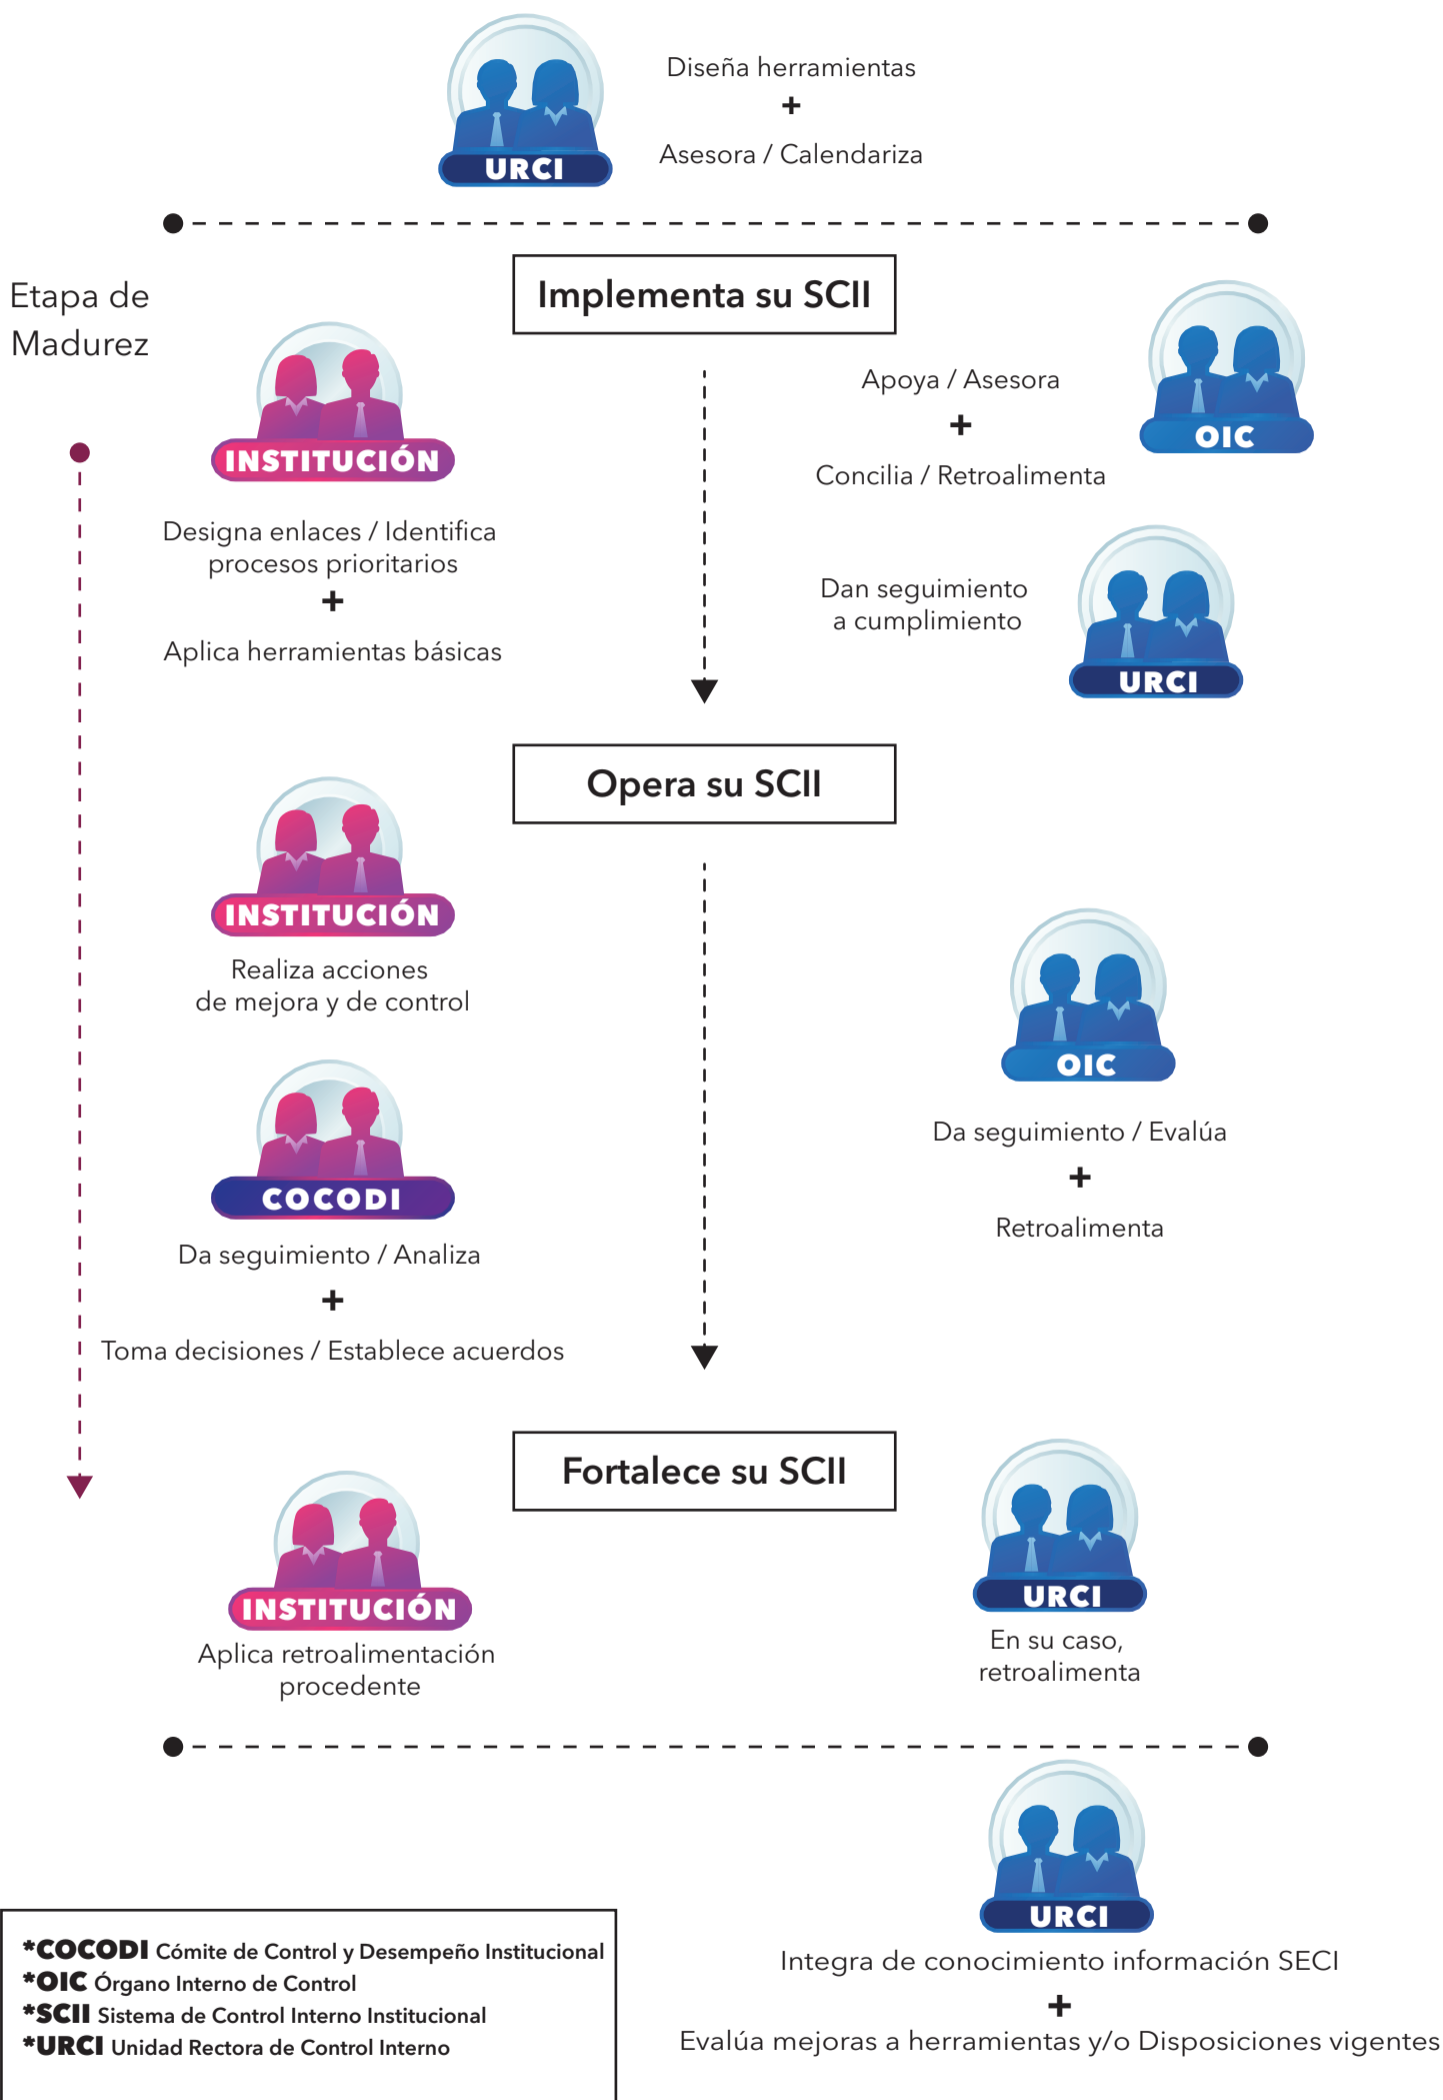 URCI
Diseña herramientas
+
Asesora / Calendariza
Etapa de
Madurez
Implementa su SCII
INSTITUCIÓN
Designa enlaces / Identifica
procesos prioritarios
+
Aplica herramientas básicas
Apoya / Asesora
+
Concilia / Retroalimenta
OIC
Dan seguimiento
a cumplimiento
URCI
Opera su SCII
INSTITUCIÓN
Realiza acciones
de mejora y de control
COCODI
Da seguimiento / Analiza
+
Toma decisiones / Establece acuerdos
OIC
Da seguimiento / Evalúa
+
Retroalimenta
Fortalece su SCII
INSTITUCIÓN
Aplica retroalimentación
procedente
URCI
En su caso,
retroalimenta
URCI
Integra de conocimiento información SECI
+
Evalúa mejoras a herramientas y/o Disposiciones vigentes
*COCODI Cómite de Control y Desempeño Institucional
*OIC Órgano Interno de Control
*SCII Sistema de Control Interno Institucional
*URCI Unidad Rectora de Control Interno